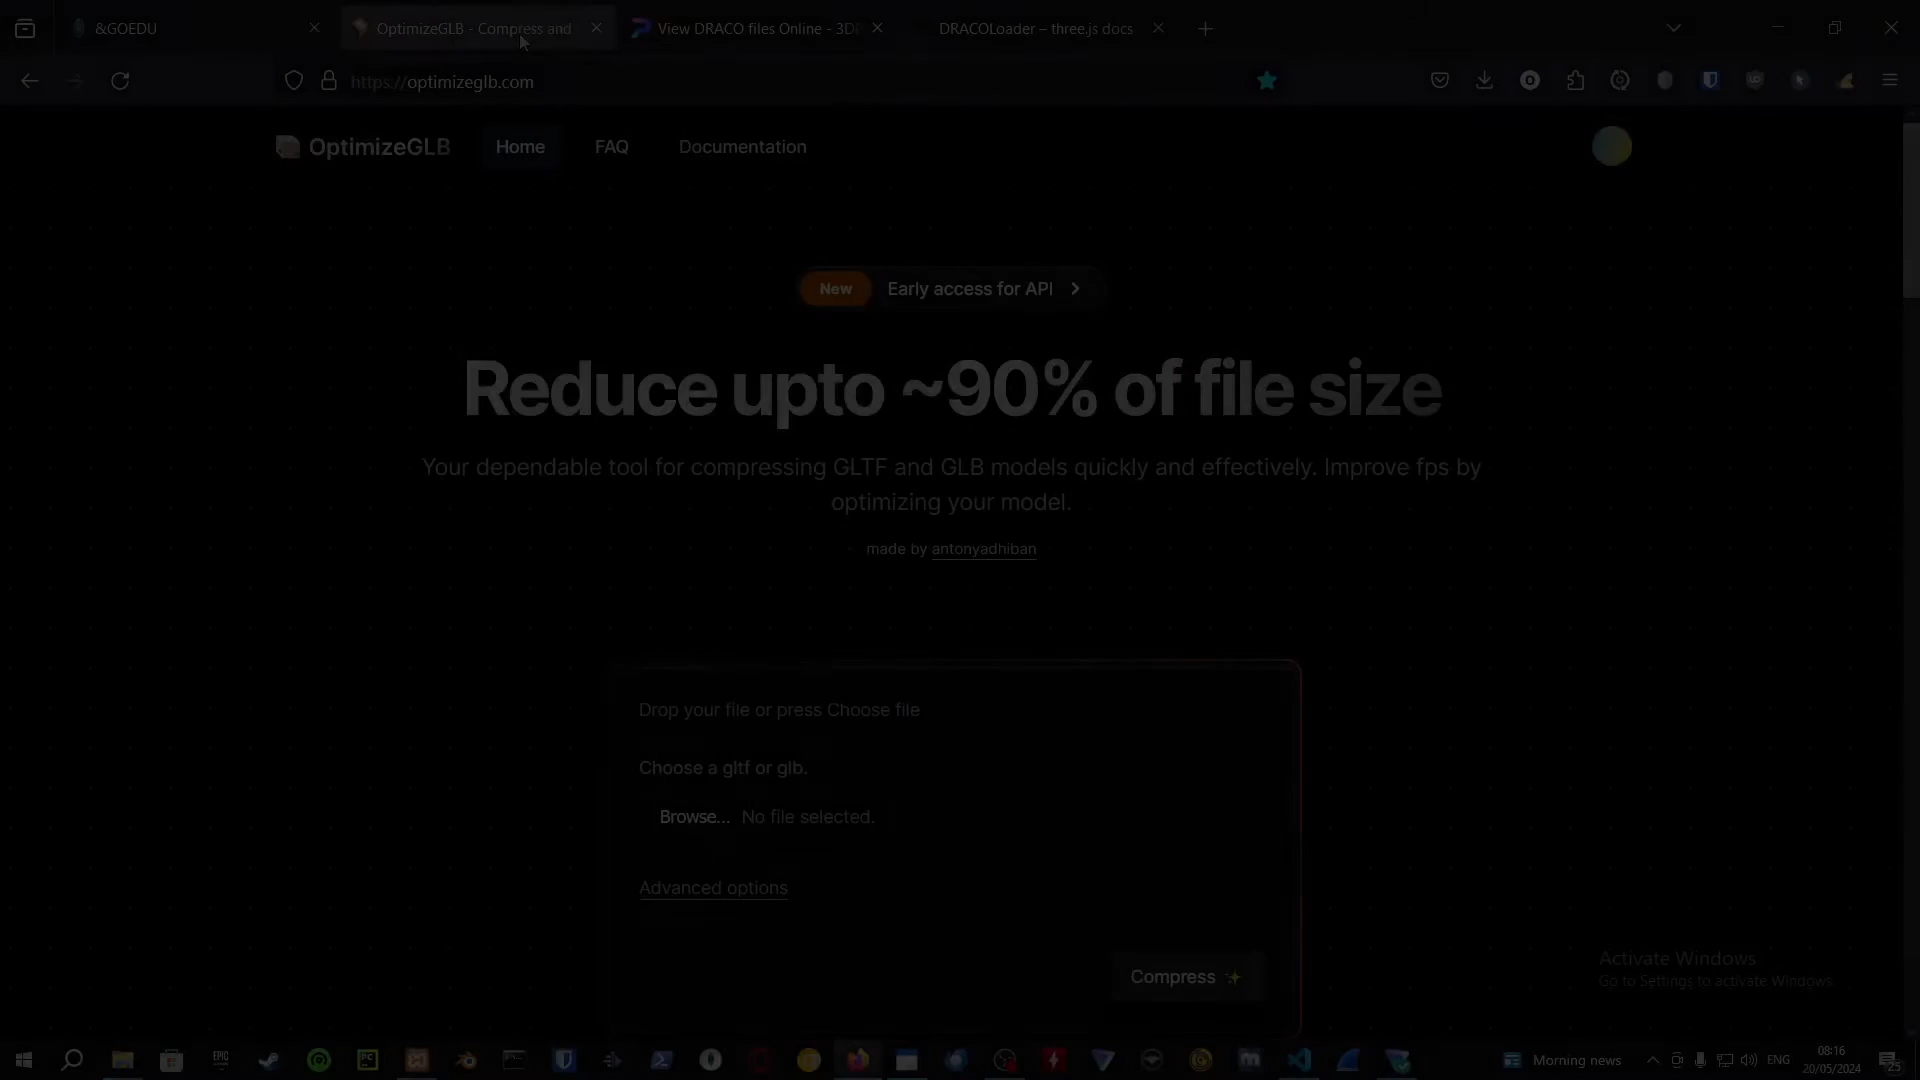 &GOEDU
OptimizeGLB - Compress and
View DRACO files Online - 3DP
DRACOLoader – three.js docs
https://optimizeglb.com
OptimizeGLB
Home
FAQ
Documentation
New
Early access for API
Reduce upto ~90% of file size
Your dependable tool for compressing GLTF and GLB models quickly and effectively. Improve fps by
optimizing your model.
made by antonyadhiban
Drop your file or press Choose file
Choose a gltf or glb.
Browse... No file selected.
Advanced options
Compress
Activate Windows
Go to Settings to activate Windows.
EPIC
PC
Morning news
ENG
08:16
20/05/2024
25